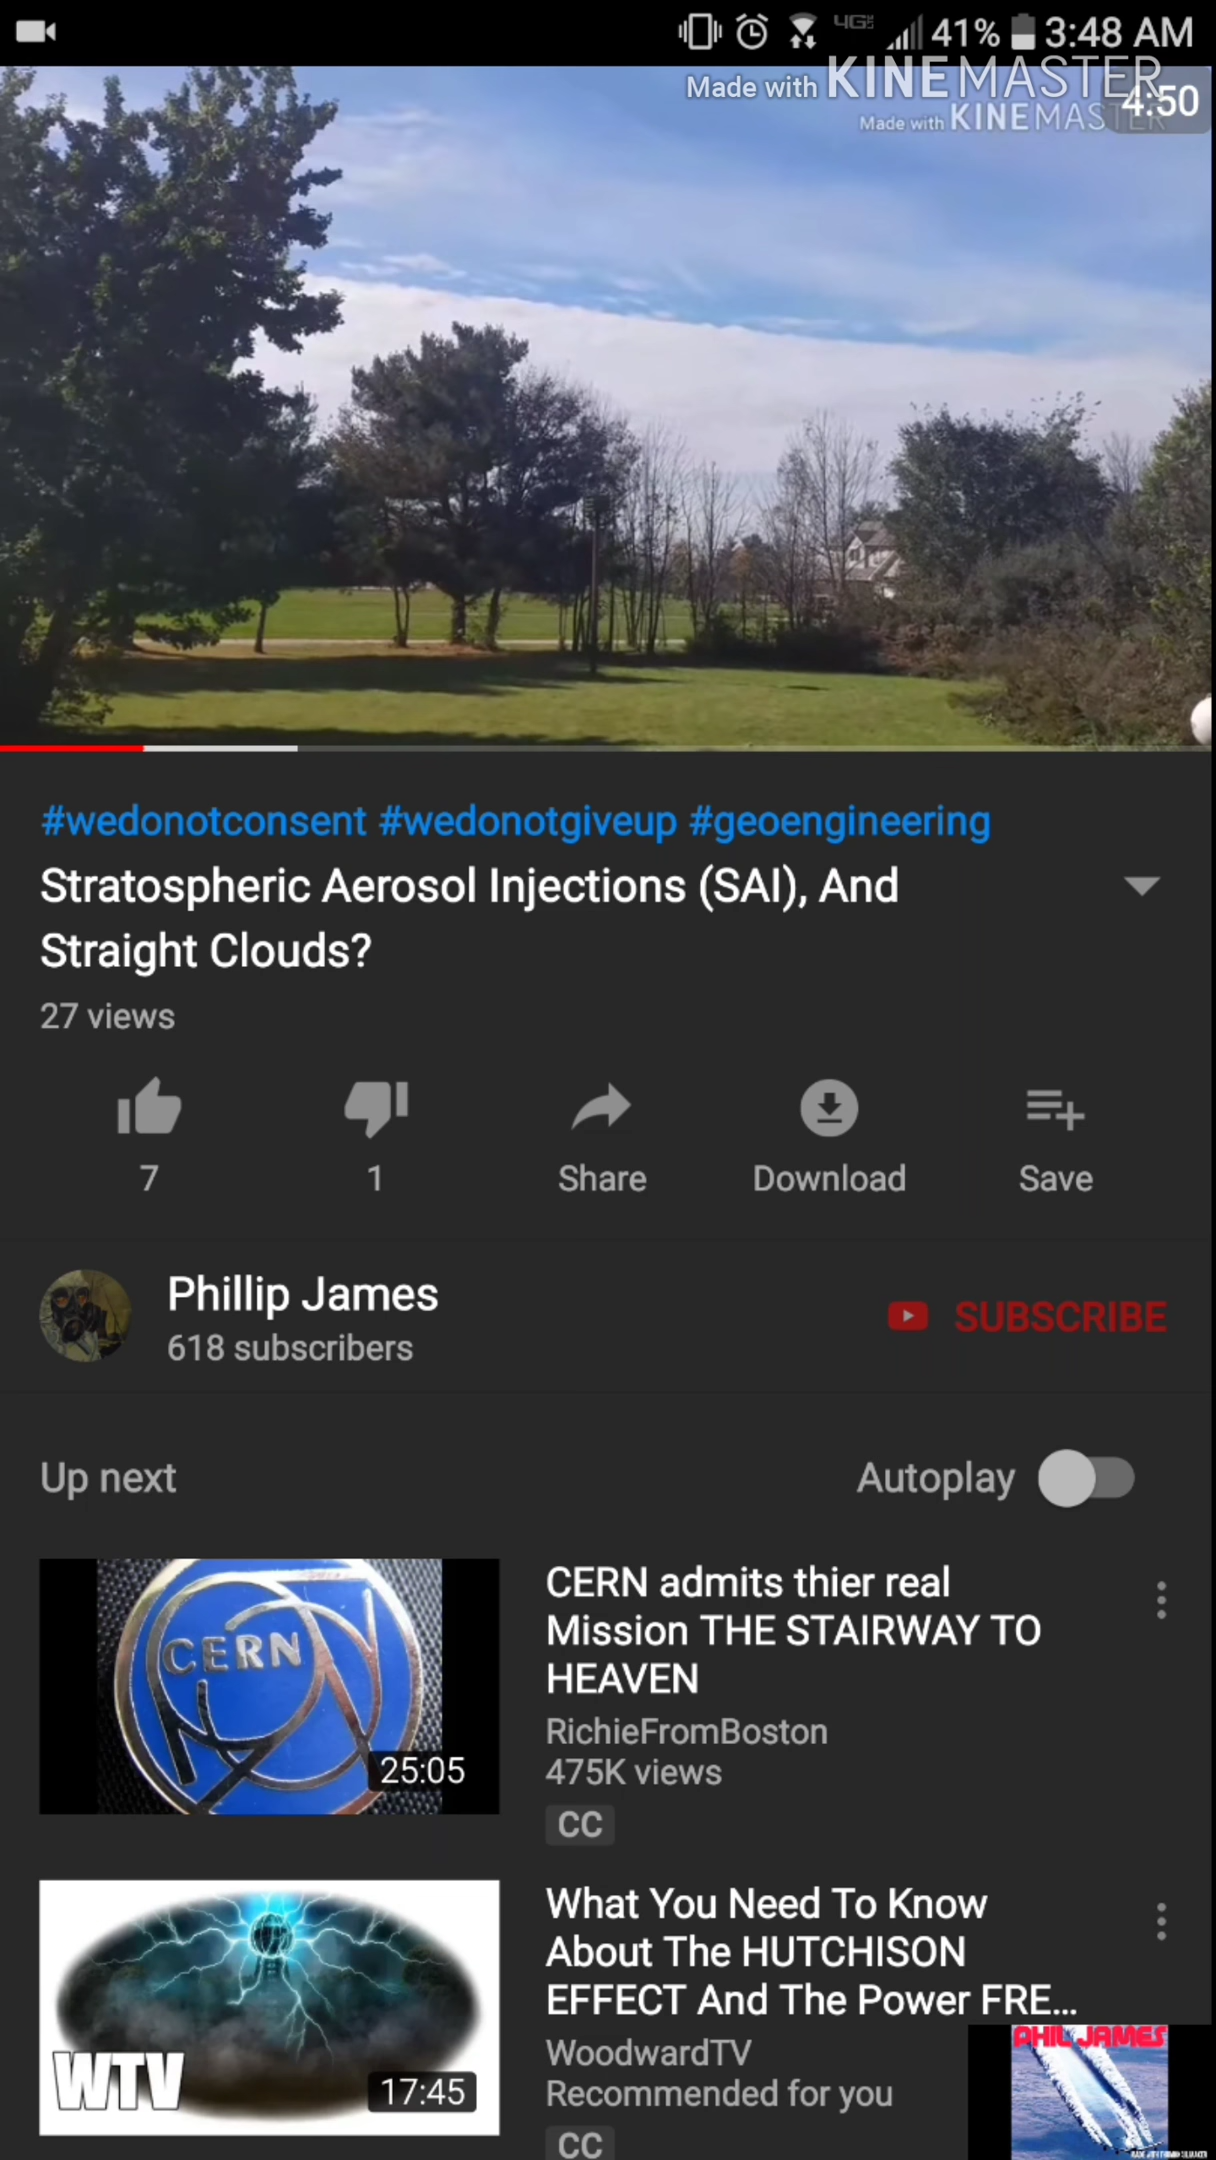 4G 41% 3:48 AM
Made with KINEMASTER
4:50
Made with KINEMASTER
#wedonotconsent #wedonotgiveup #geoengineering
Stratospheric Aerosol Injections (SAI), And
Straight Clouds?
27 views
7 1 Share Download Save
Phillip James
618 subscribers
SUBSCRIBE
Up next
Autoplay
CERN
25:05
CERN admits thier real
Mission THE STAIRWAY TO
HEAVEN
RichieFromBoston
475K views
CC
WTV
17:45
What You Need To Know
About The HUTCHISON
EFFECT And The Power FRE...
WoodwardTV
Recommended for you
CC
PHIL JAMES